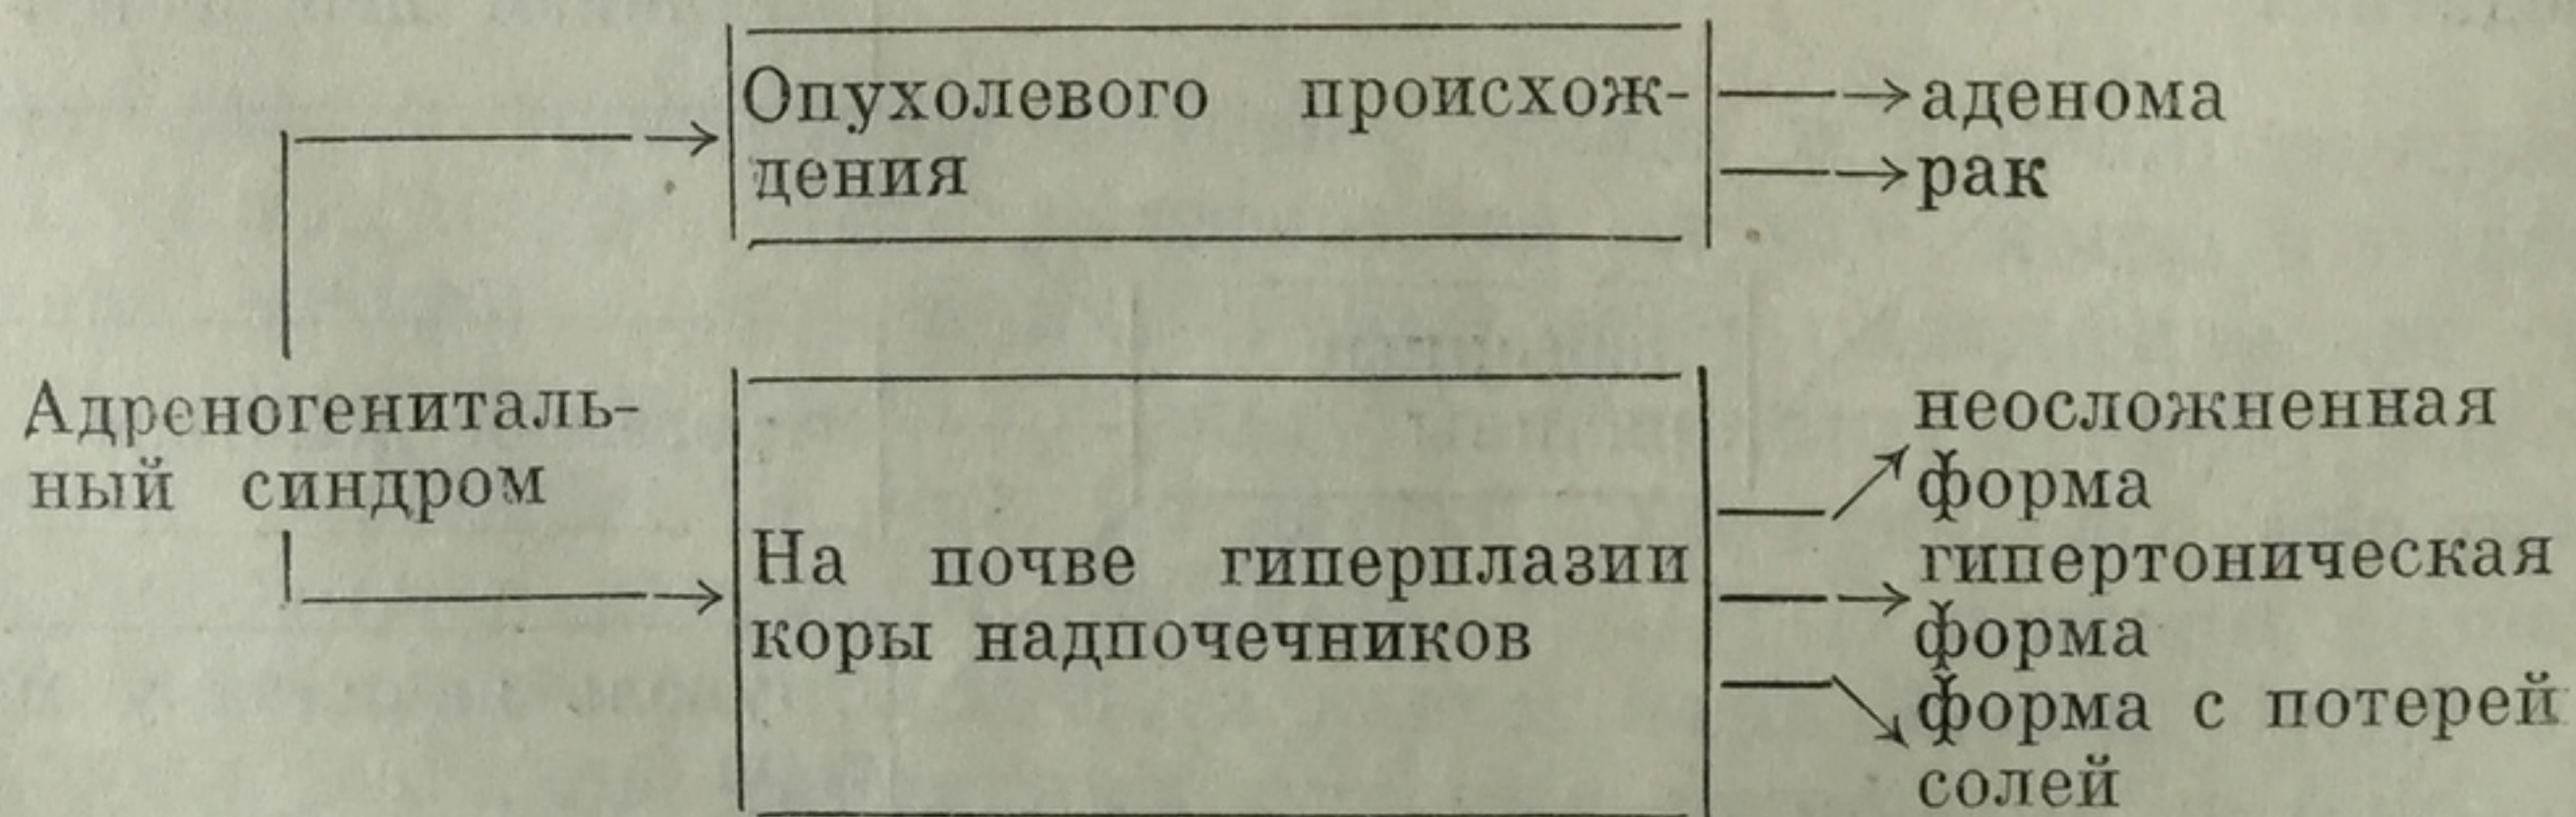 Опухолевого происхож-
дения
аденома
рак
Адреногениталь-
ный синдром
На почве гиперплазии
коры надпочечников
неосложненная
форма
гипертоническая
форма
форма с потерей
солей